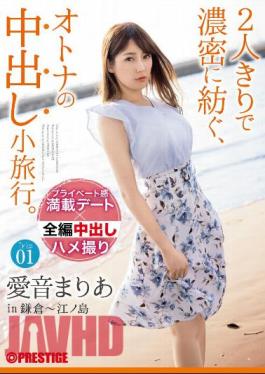 2人きりで
濃密に紡ぐ、
オトナの
中出し小旅行。
プライベート感
満載デート
全編中出し
ハメ撮り
01
愛音まりあ
in 鎌倉〜江ノ島
JAVHD
PRESTIGE